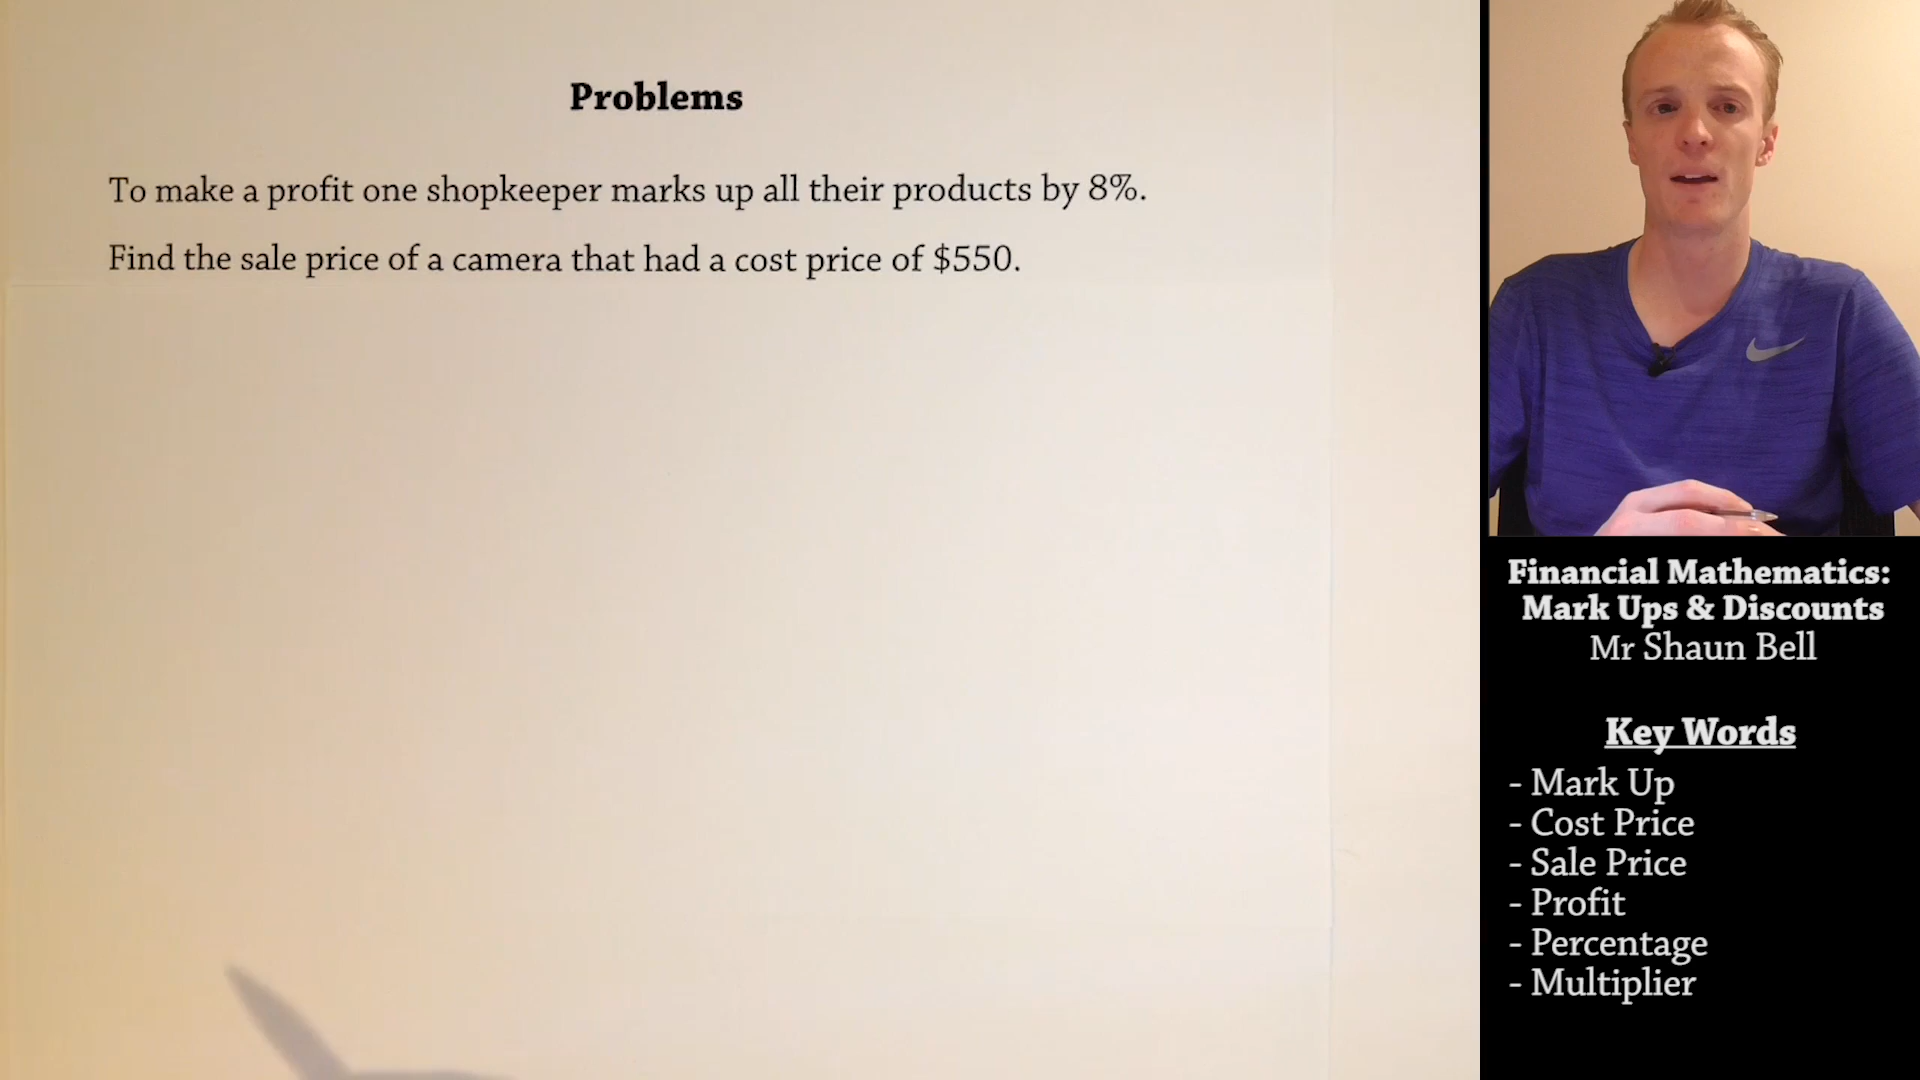 Problems
To make a profit one shopkeeper marks up all their products by 8%.
Find the sale price of a camera that had a cost price of $550.
Financial Mathematics:
Mark Ups & Discounts
Mr Shaun Bell
Key Words
- Mark Up
- Cost Price
- Sale Price
- Profit
- Percentage
- Multiplier